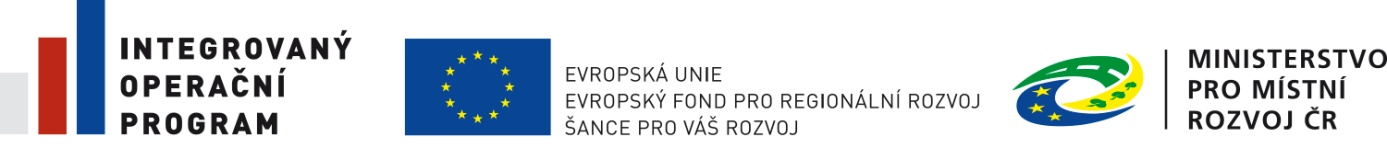 INTEGROVANÝ
OPERAČNÍ
PROGRAM
EVROPSKÁ UNIE
EVROPSKÝ FOND PRO REGIONÁLNÍ ROZVOJ
ŠANCE PRO VÁŠ ROZVOJ
MINISTERSTVO
PRO MÍSTNÍ
ROZVOJ ČR